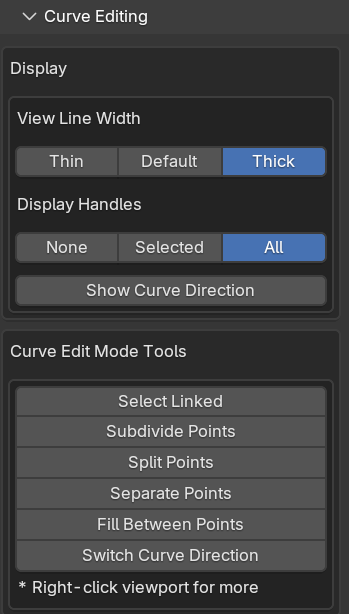 Curve Editing
Display
View Line Width
Thin Default Thick
Display Handles
None Selected All
Show Curve Direction
Curve Edit Mode Tools
Select Linked
Subdivide Points
Split Points
Separate Points
Fill Between Points
Switch Curve Direction
* Right-click viewport for more